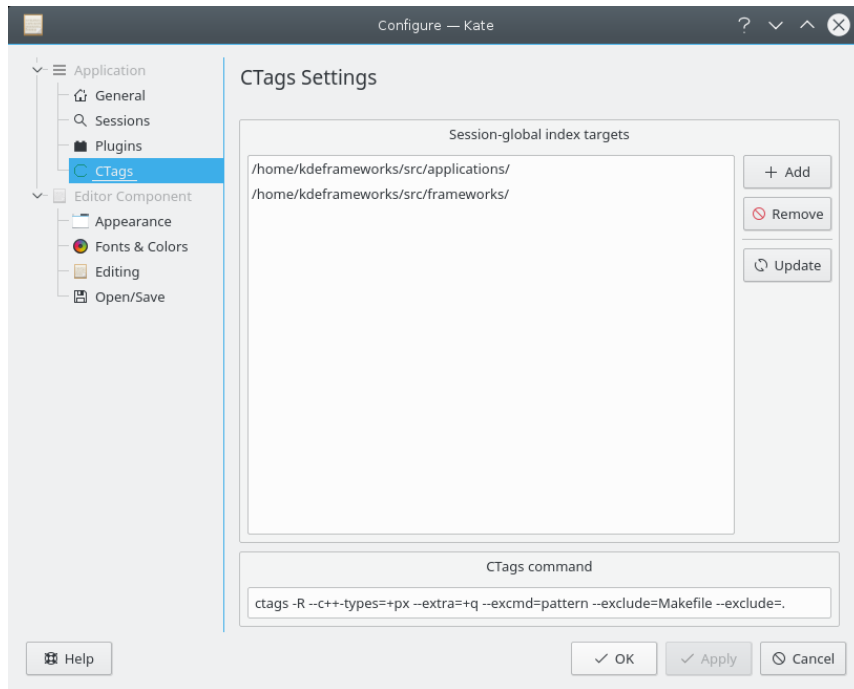 Configure — Kate
Application
General
Sessions
Plugins
CTags
Editor Component
Appearance
Fonts & Colors
Editing
Open/Save
CTags Settings
Session-global index targets
/home/kdeframeworks/src/applications/
/home/kdeframeworks/src/frameworks/
Add
Remove
Update
CTags command
ctags -R --c++-types=+px --extra=+q --excmd=pattern --exclude=Makefile --exclude=.
Help
OK
Apply
Cancel